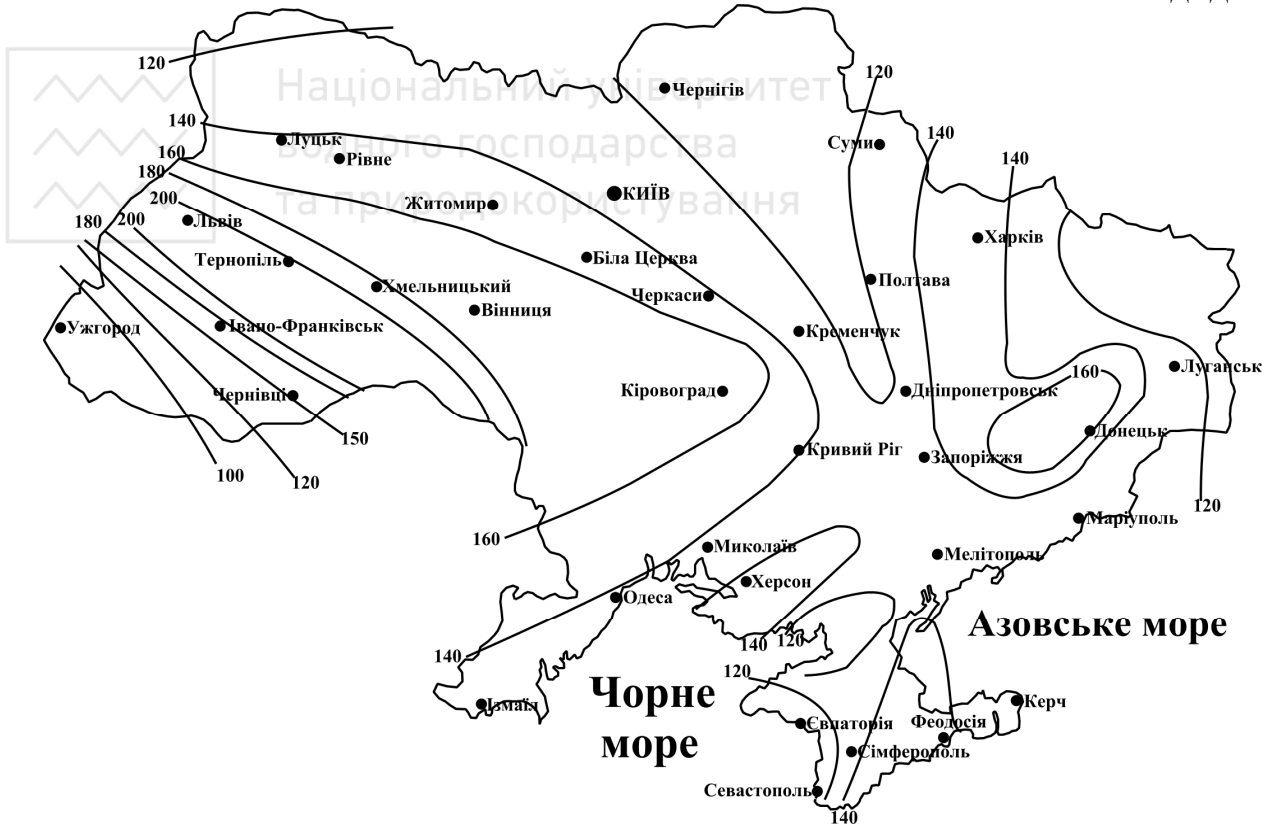 120
Національний університет
Чернігів
120
140
Луцьк
водного господарства
Суми
140
160
Рівне
140
180
КИЇВ
та природокористування
200
Житомир
180
200
Львів
Харків
Тернопіль
Біла Церква
Полтава
Хмельницький
Черкаси
Вінниця
Ужгород
Івано-Франківськ
Кременчук
Луганськ
160
Чернівці
Кіровоград
Дніпропетровськ
150
Донецьк
Кривий Ріг
Запоріжжя
100
120
120
Маріуполь
160
Миколаїв
Мелітополь
Херсон
Одеса
Азовське море
140
120
140
120
Чорне
море
Ізмаїл
Керч
Євпаторія
Феодосія
Сімферополь
Севастополь
140